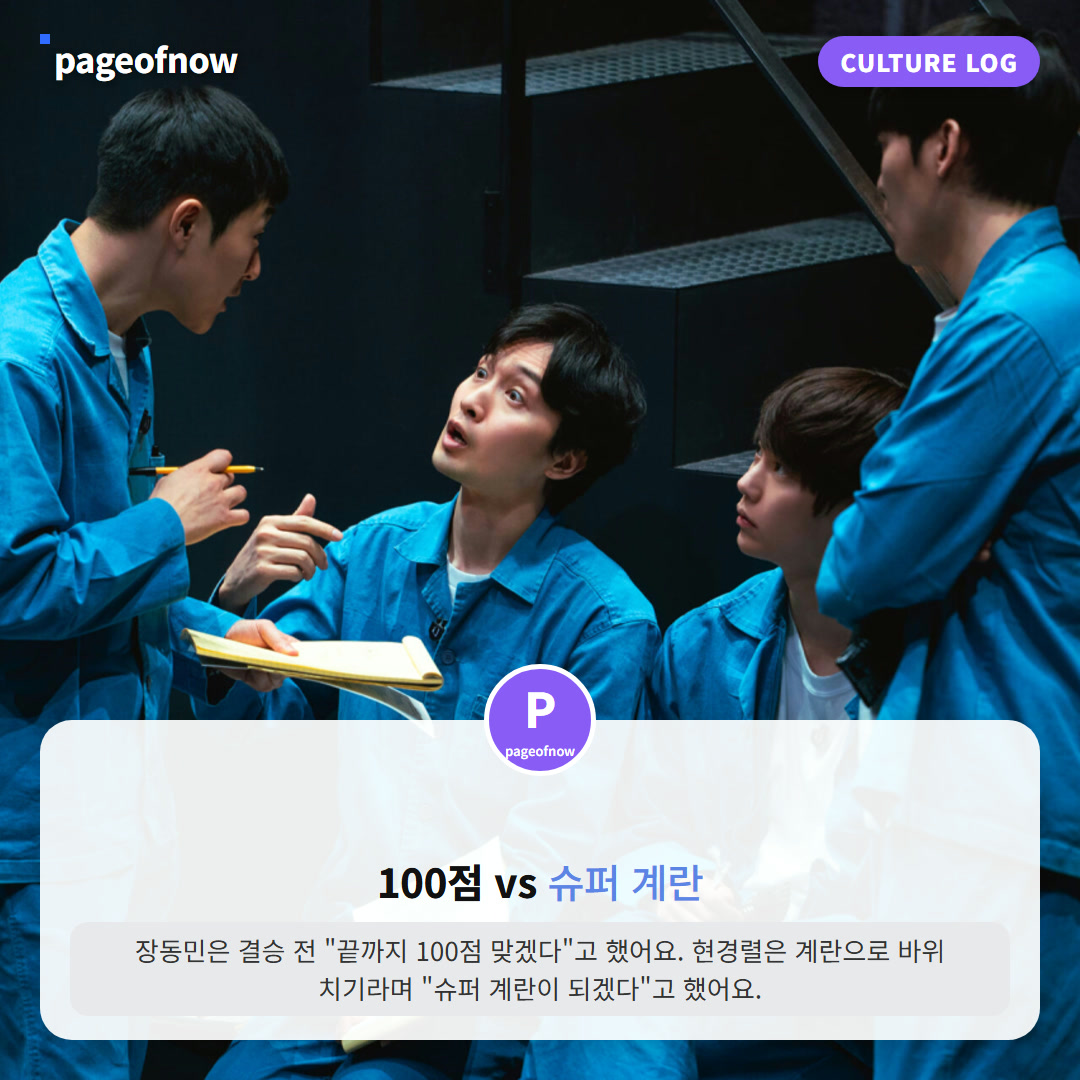 pageofnow
CULTURE LOG
P
pageofnow
100점 vs 슈퍼 계란
장동민은 결승 전 "끝까지 100점 맞겠다"고 했어요. 현경렬은 계란으로 바위
치기라며 "슈퍼 계란이 되겠다"고 했어요.